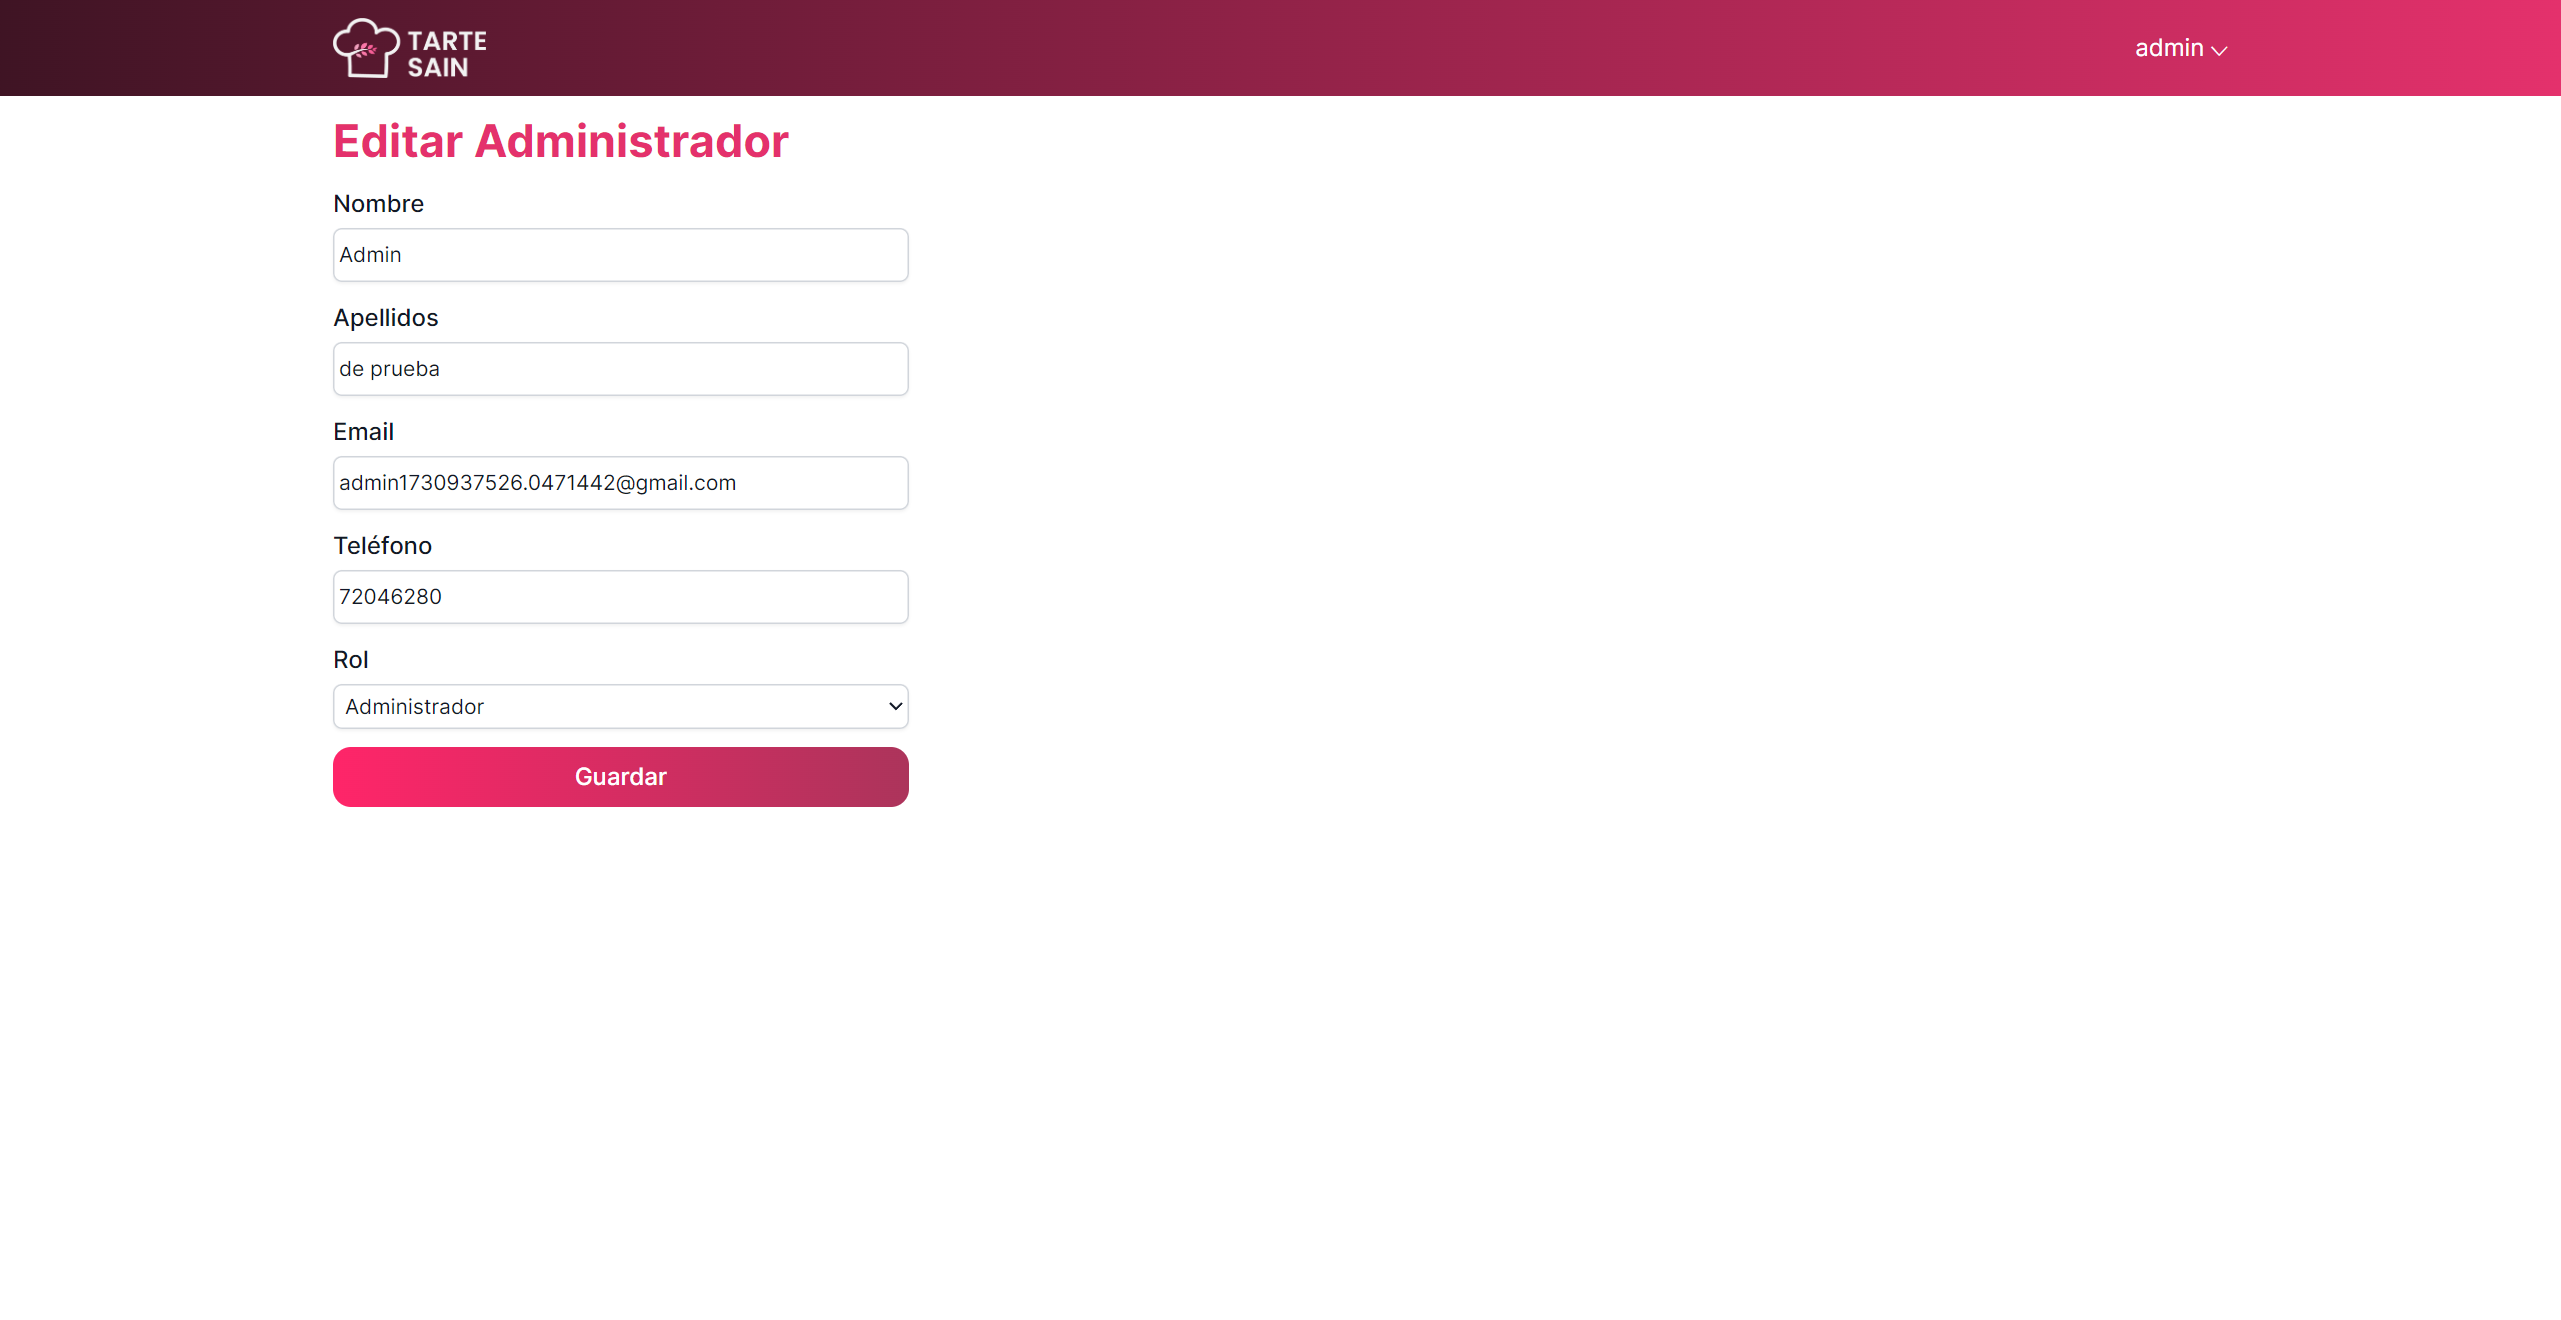 TARTE
SAIN
admin
Editar Administrador
Nombre
Admin
Apellidos
de prueba
Email
admin1730937526.0471442@gmail.com
Teléfono
72046280
Rol
Administrador
Guardar